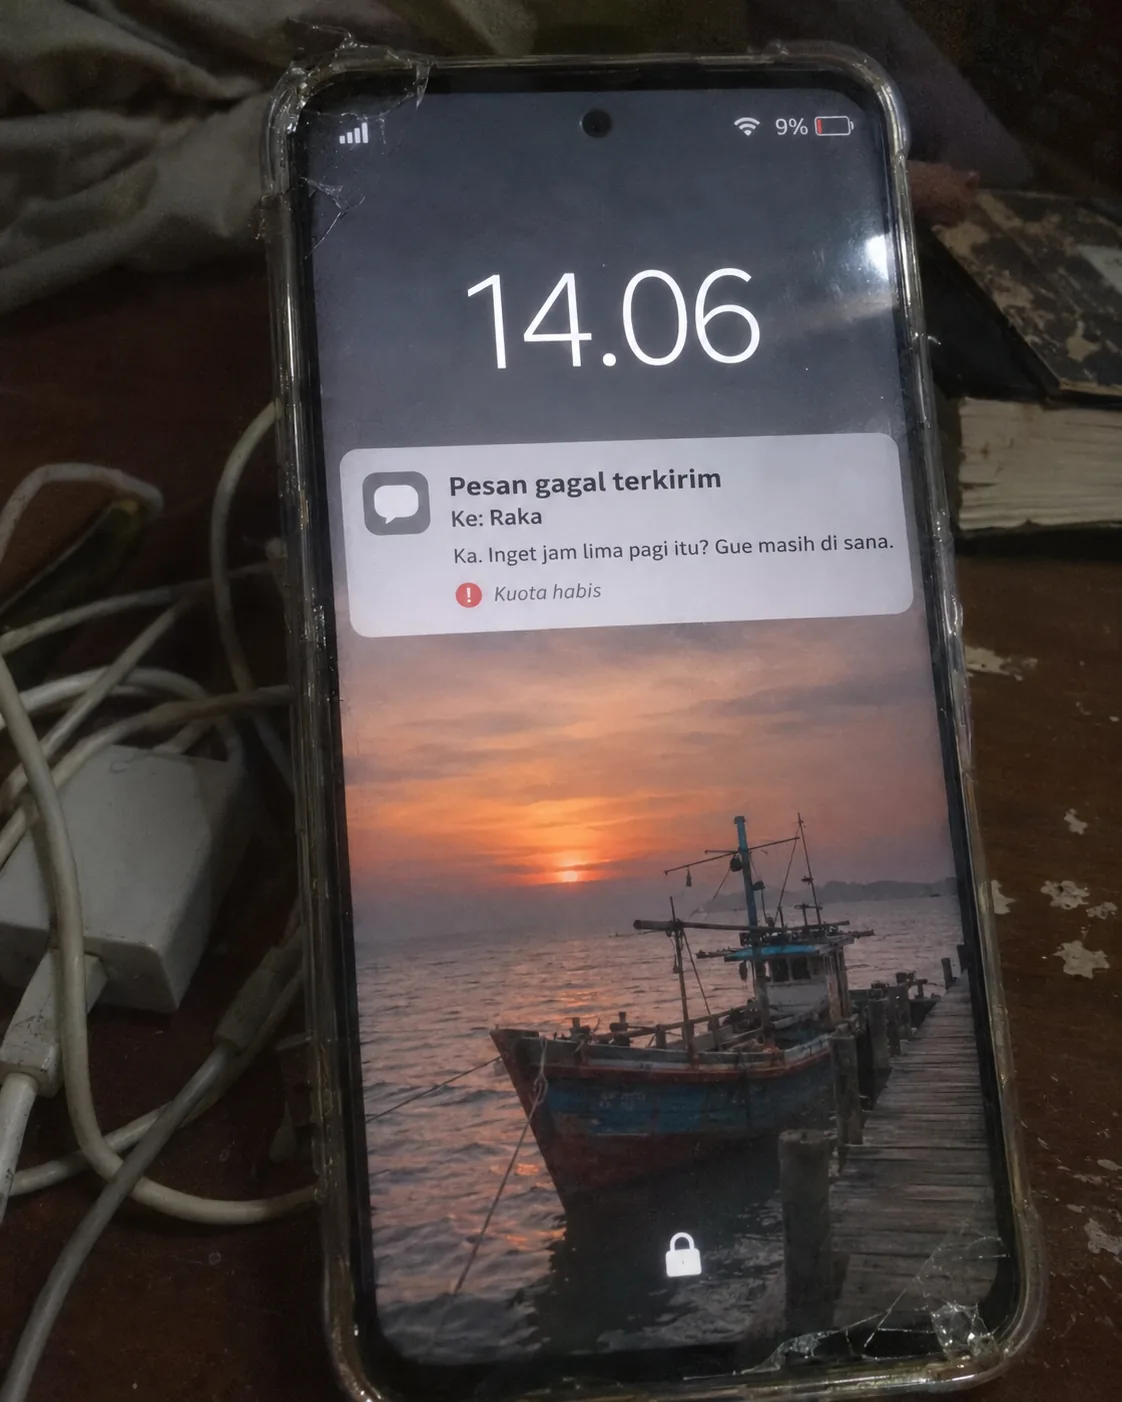 9%
14.06
Pesan gagal terkirim
Ke: Raka
Ka. Inget jam lima pagi itu? Gue masih di sana.
! Kuota habis